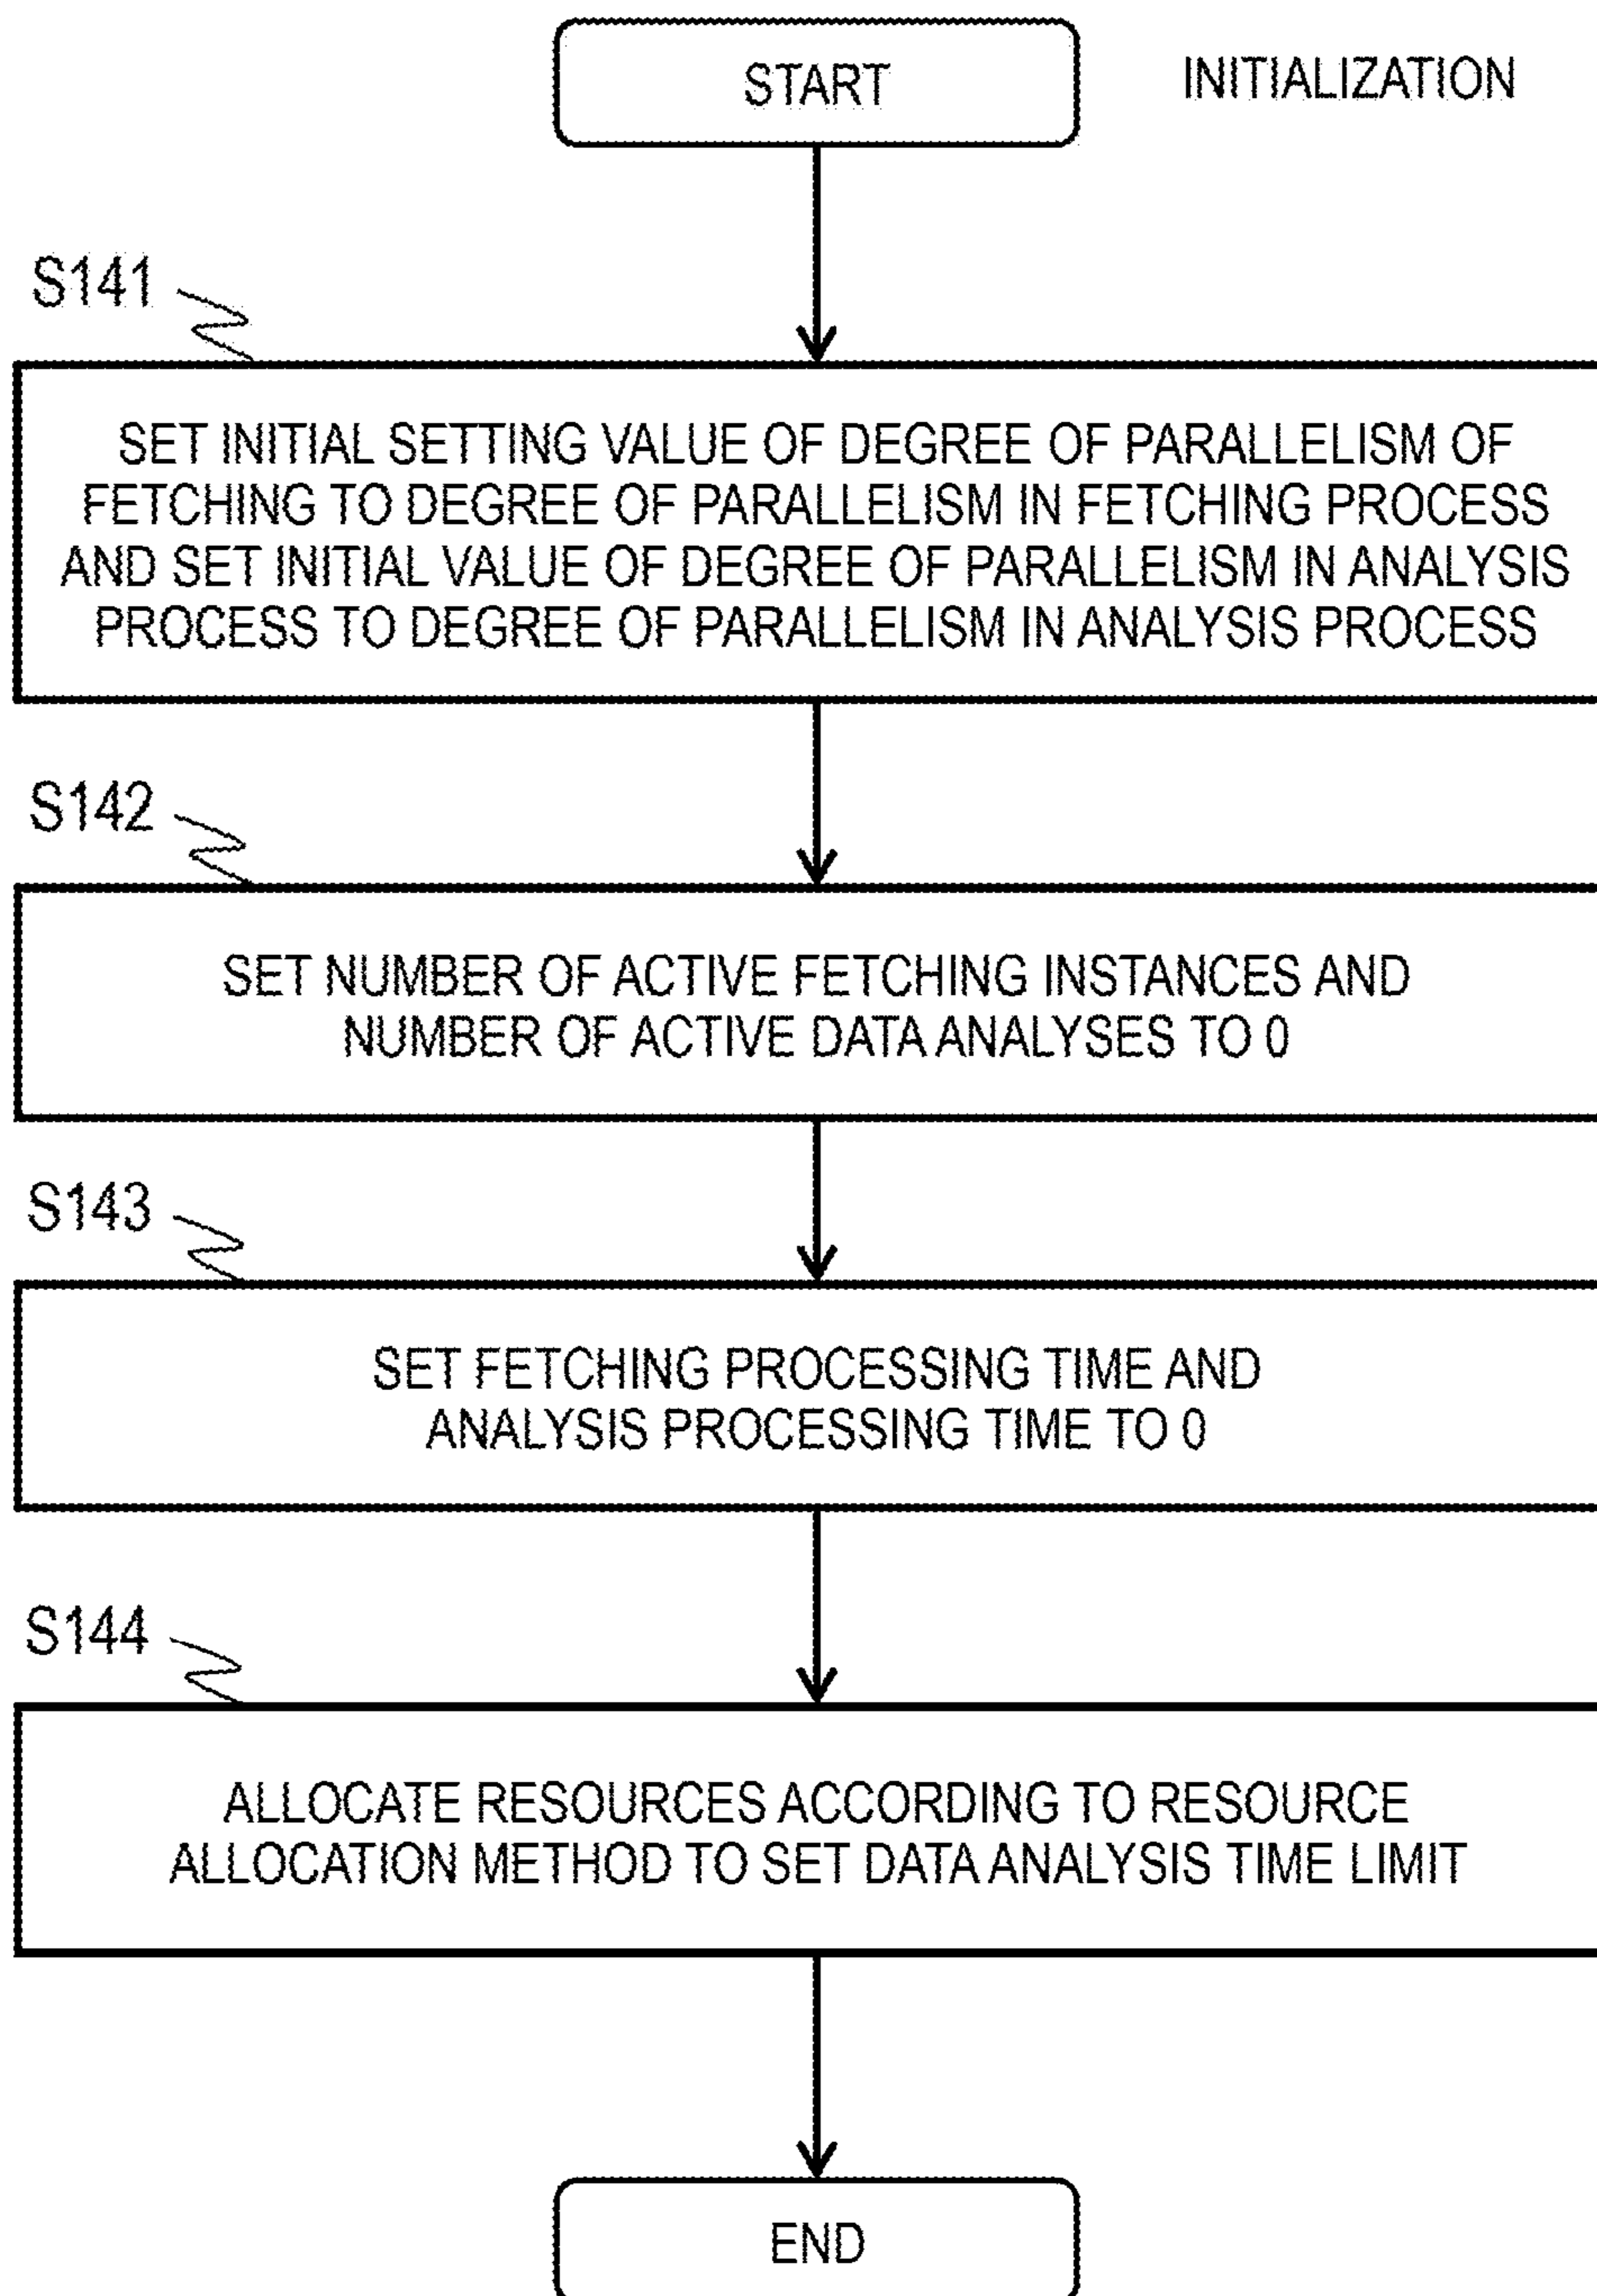 START
INITIALIZATION
S141
SET INITIAL SETTING VALUE OF DEGREE OF PARALLELISM OF
FETCHING TO DEGREE OF PARALLELISM IN FETCHING PROCESS
AND SET INITIAL VALUE OF DEGREE OF PARALLELISM IN ANALYSIS
PROCESS TO DEGREE OF PARALLELISM IN ANALYSIS PROCESS
S142
SET NUMBER OF ACTIVE FETCHING INSTANCES AND
NUMBER OF ACTIVE DATA ANALYSES TO 0
S143
SET FETCHING PROCESSING TIME AND
ANALYSIS PROCESSING TIME TO 0
S144
ALLOCATE RESOURCES ACCORDING TO RESOURCE
ALLOCATION METHOD TO SET DATA ANALYSIS TIME LIMIT
END